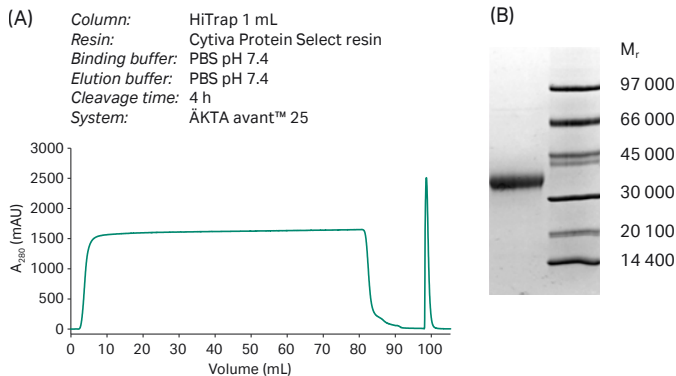 (A)
Column: HiTrap 1 mL
Resin: Cytiva Protein Select resin
Binding buffer: PBS pH 7.4
Elution buffer: PBS pH 7.4
Cleavage time: 4 h
System: ÄKTA avant™ 25
3000
2500
2000
1500
1000
500
0
A280 (mAU)
0 10 20 30 40 50 60 70 80 90 100
Volume (mL)
(B)
Mr
97 000
66 000
45 000
30 000
20 100
14 400